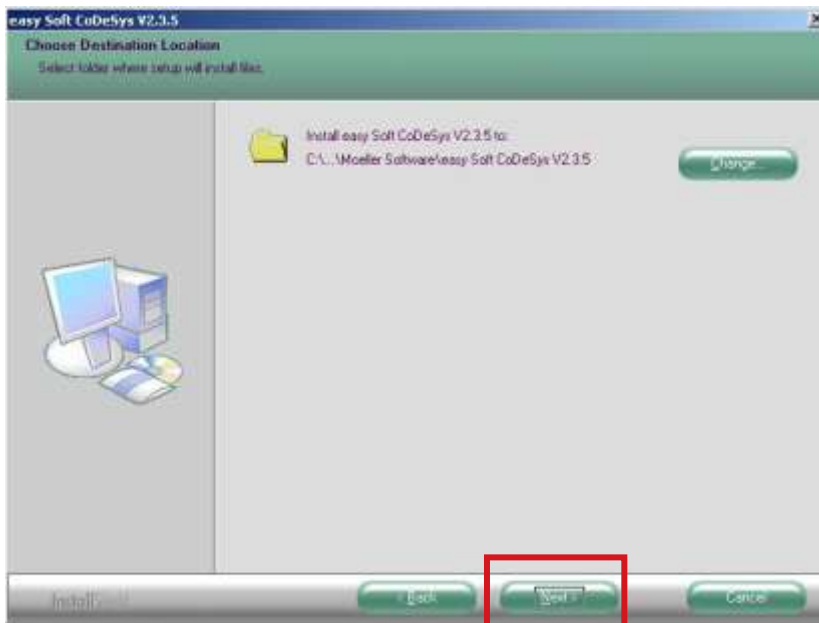 easy Soft CoDeSys V2.3.5
Choose Destination Location
Select folder where setup will install files.
Install easy Soft CoDeSys V2.3.5 to:
C:\...\Moeller Software\easy Soft CoDeSys V2.3.5
Change...
Install
< Back
Next >
Cancel